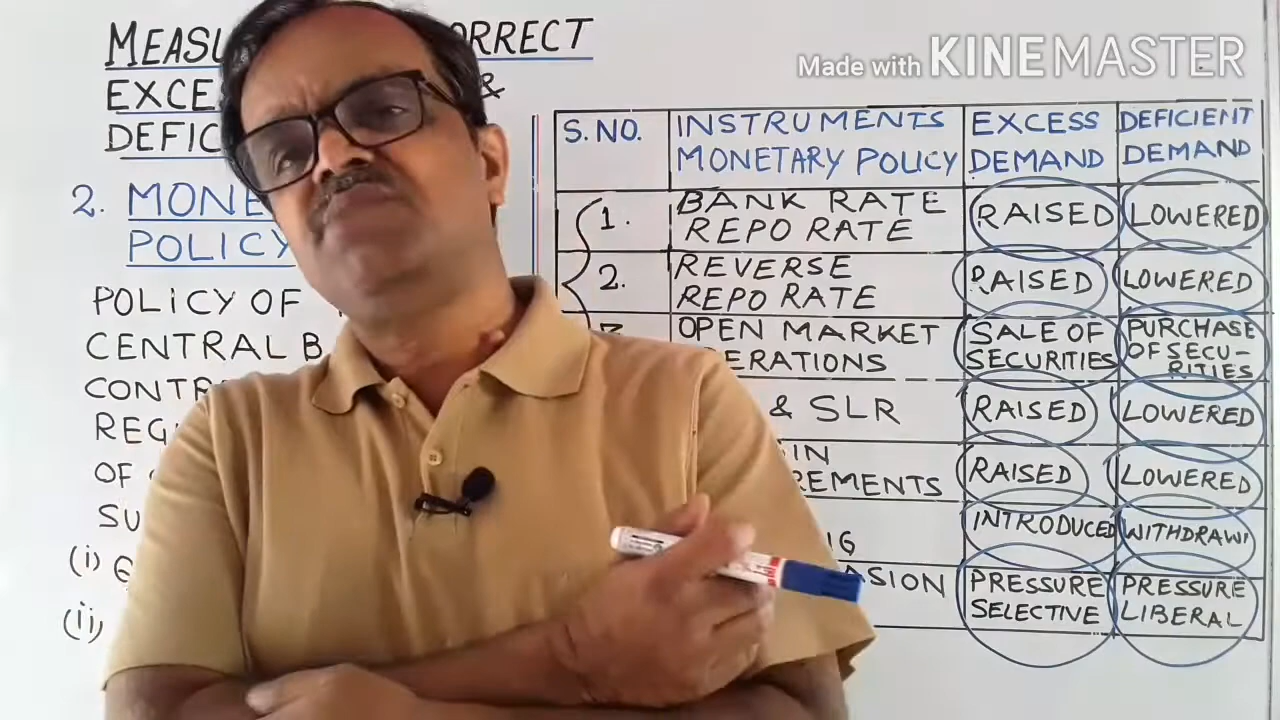 MEASU ORRECT
EXCE &
DEFIC
2. MONE
POLICY
POLICY OF
CENTRAL B
CONTR
REGU
OF
SU
(i) G
(ii)
Made with KINEMASTER
S.NO. INSTRUMENTS MONETARY POLICY EXCESS DEMAND DEFICIENT DEMAND
1. BANK RATE REPO RATE RAISED LOWERED
2. REVERSE REPO RATE RAISED LOWERED
OPEN MARKET ERATIONS SALE OF SECURITIES PURCHASE OF SECU- RITIES
& SLR RAISED LOWERED
IN REMENTS RAISED LOWERED
G INTRODUCED WITHDRAW
ASION PRESSURE SELECTIVE PRESSURE LIBERAL